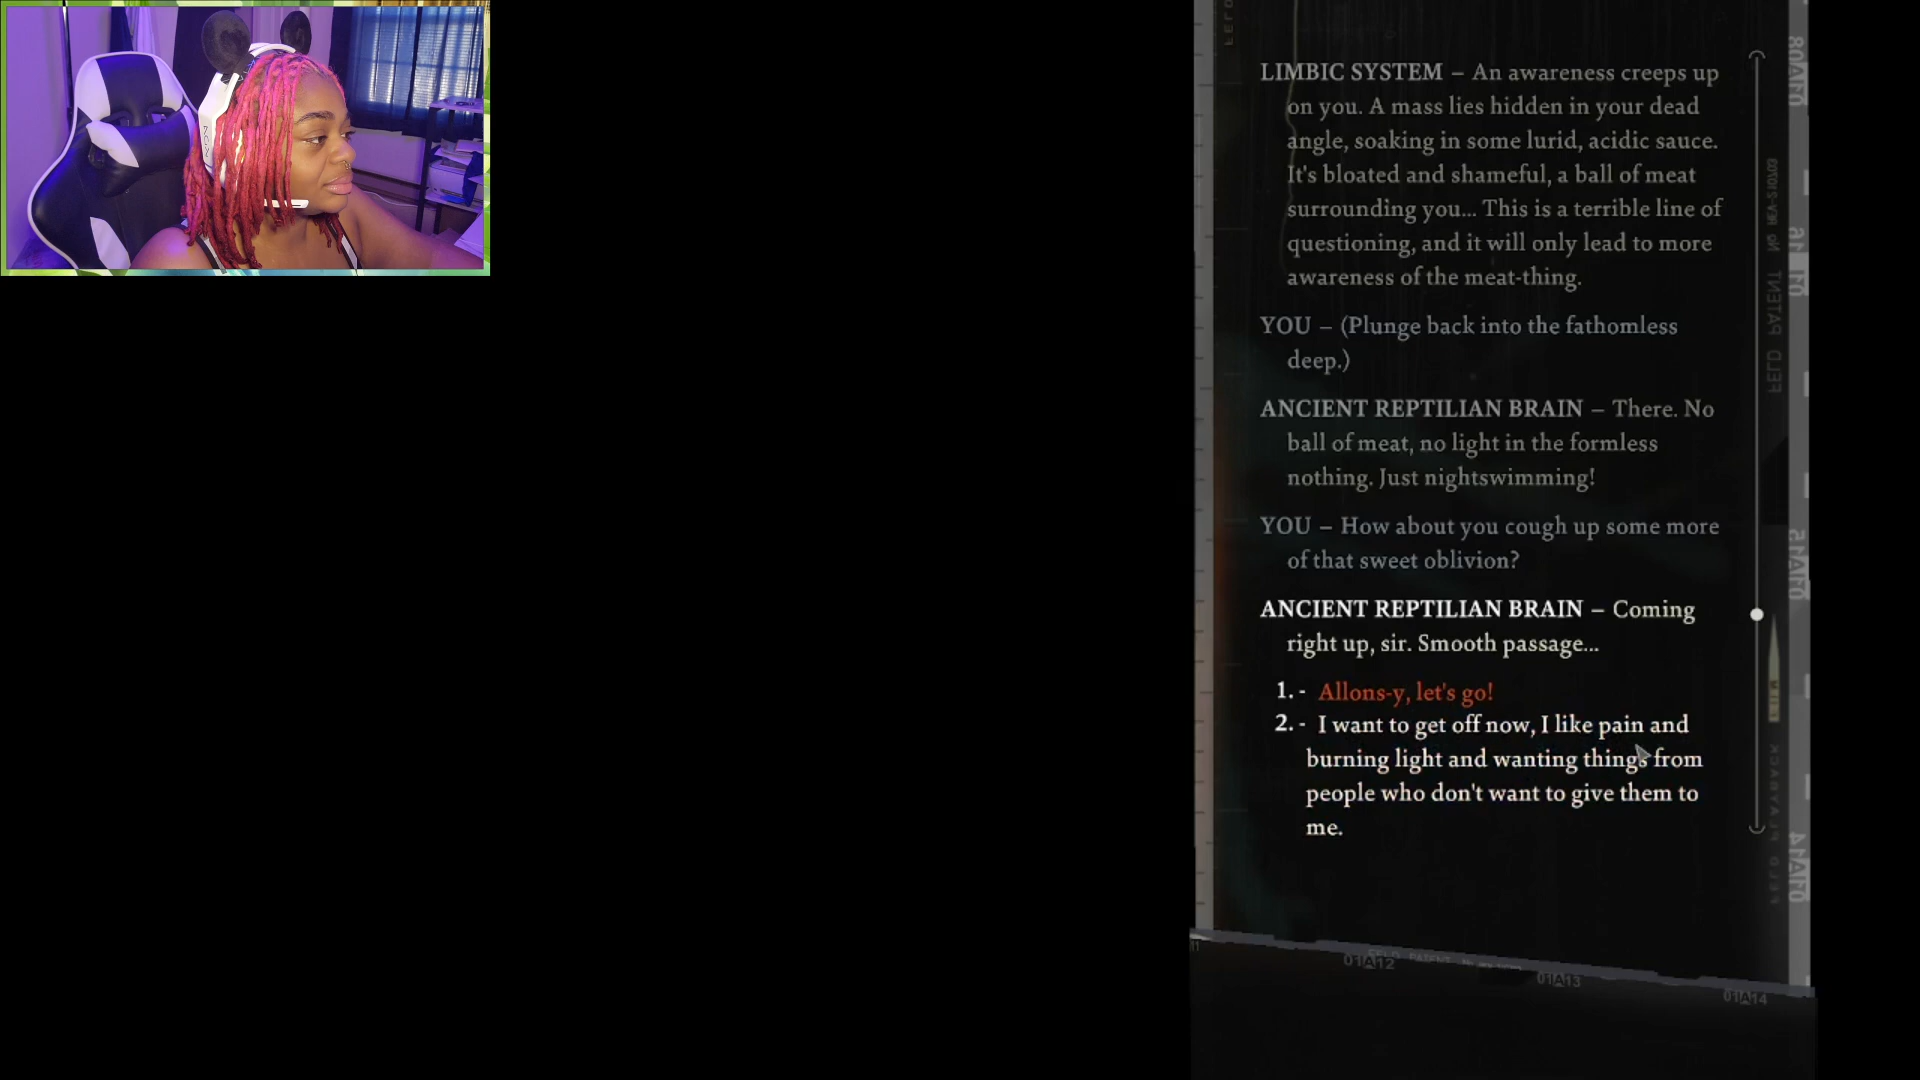 LIMBIC SYSTEM – An awareness creeps up
on you. A mass lies hidden in your dead
angle, soaking in some lurid, acidic sauce.
It's bloated and shameful, a ball of meat
surrounding you... This is a terrible line of
questioning, and it will only lead to more
awareness of the meat-thing.
YOU – (Plunge back into the fathomless
deep.)
ANCIENT REPTILIAN BRAIN – There. No
ball of meat, no light in the formless
nothing. Just nightswimming!
YOU – How about you cough up some more
of that sweet oblivion?
ANCIENT REPTILIAN BRAIN – Coming
right up, sir. Smooth passage...
1. - Allons-y, let's go!
2. - I want to get off now, I like pain and
burning light and wanting things from
people who don't want to give them to
me.
FELD PATENT
FELD PLAYBACK
01A15
01A14
01A12
01A13
01A14